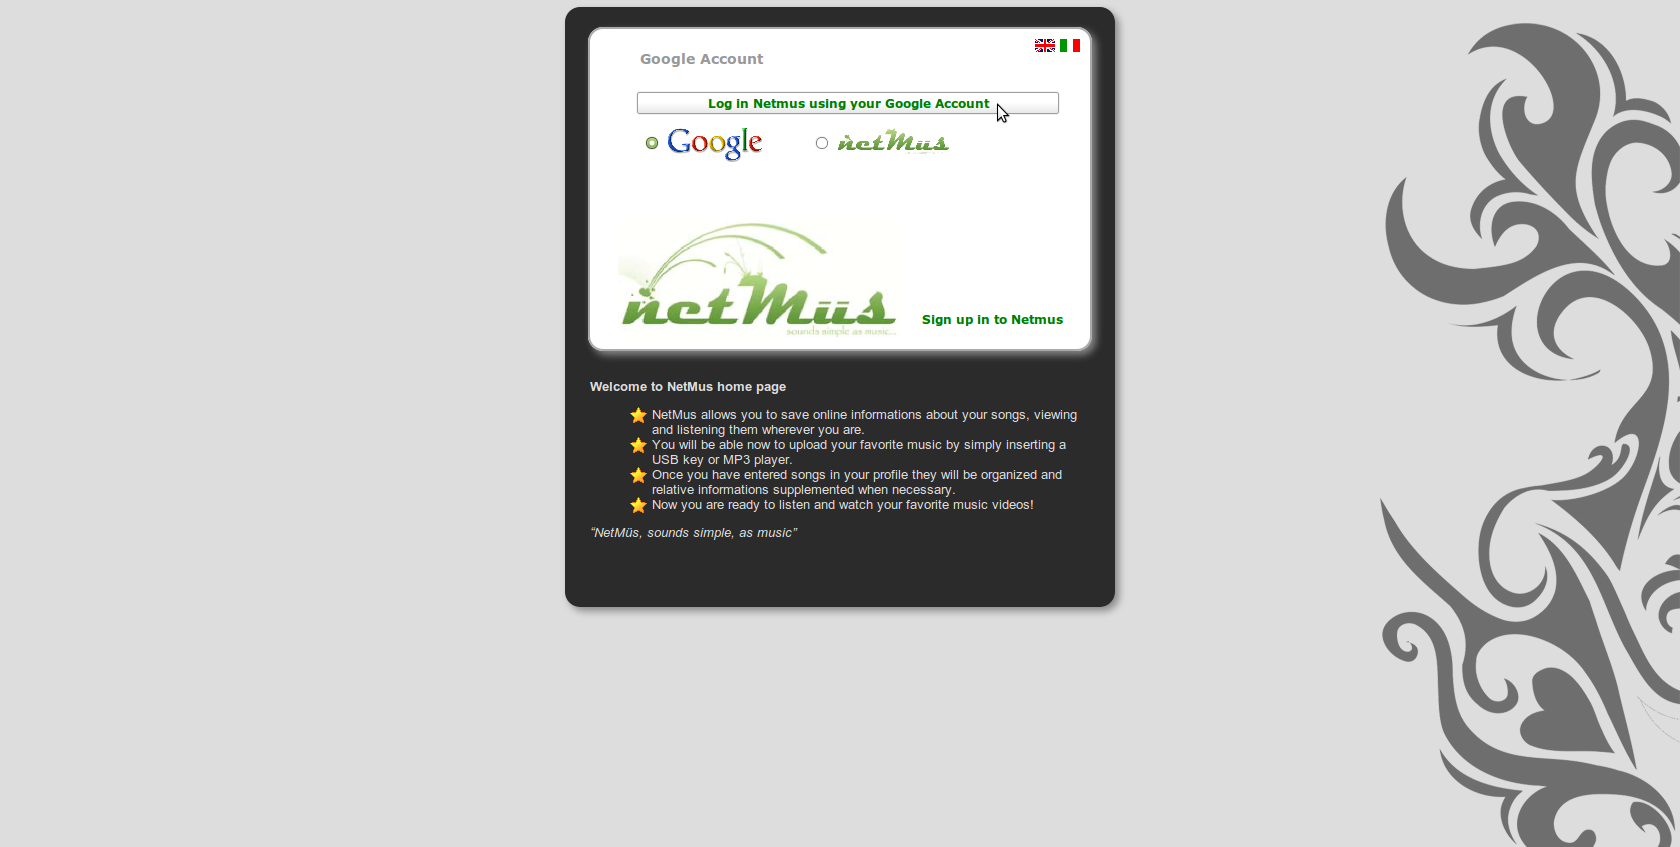 Google Account
Log in Netmus using your Google Account
Google
netMüs
netMüs
sounds simple as music...
Sign up in to Netmus
Welcome to NetMus home page
NetMus allows you to save online informations about your songs, viewing
and listening them wherever you are.
You will be able now to upload your favorite music by simply inserting a
USB key or MP3 player.
Once you have entered songs in your profile they will be organized and
relative informations supplemented when necessary.
Now you are ready to listen and watch your favorite music videos!
“NetMüs, sounds simple, as music”